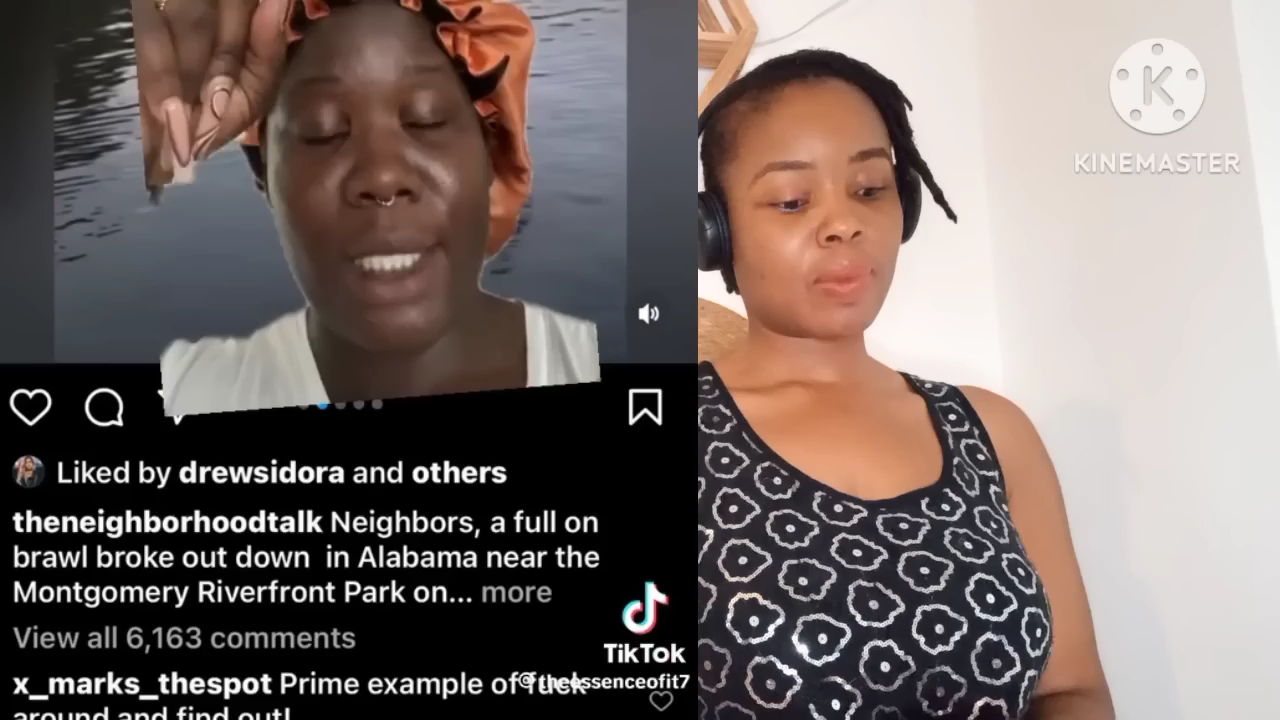 K
KINEMASTER
Liked by drewsidora and others
theneighborhoodtalk Neighbors, a full on
brawl broke out down in Alabama near the
Montgomery Riverfront Park on... more
View all 6,163 comments
TikTok
x_marks_thespot Prime example of fuck
@theessenceofit7
around and find out!